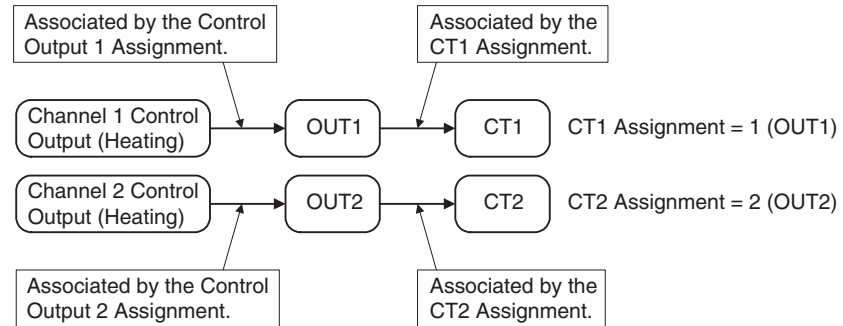 Associated by the Control
Output 1 Assignment.
Associated by the
CT1 Assignment.
Channel 1 Control
Output (Heating)
OUT1
CT1
CT1 Assignment = 1 (OUT1)
Channel 2 Control
Output (Heating)
OUT2
CT2
CT2 Assignment = 2 (OUT2)
Associated by the Control
Output 2 Assignment.
Associated by the
CT2 Assignment.